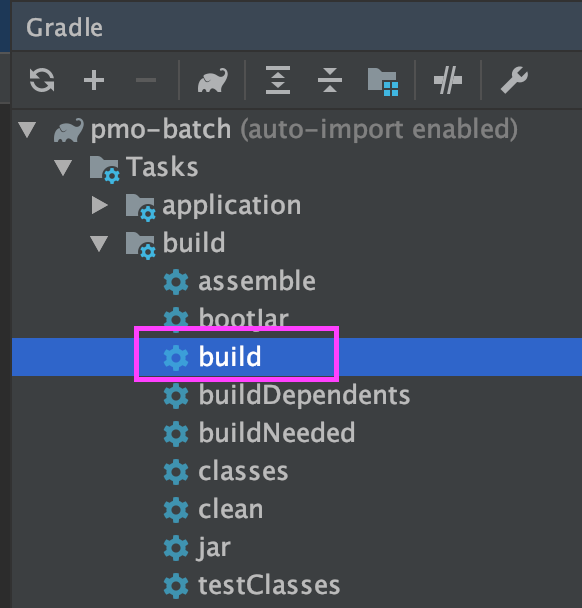 Gradle
pmo-batch (auto-import enabled)
Tasks
application
build
assemble
bootJar
build
buildDependents
buildNeeded
classes
clean
jar
testClasses